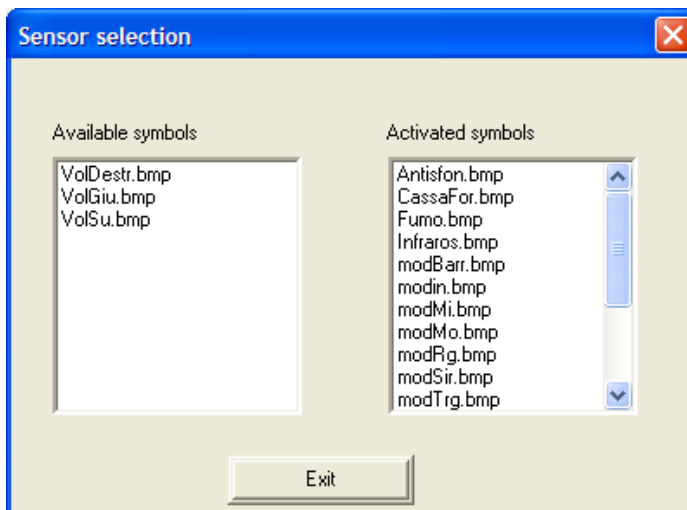 Sensor selection
Available symbols
VolDestr.bmp
VolGiu.bmp
VolSu.bmp
Activated symbols
Antisfon.bmp
CassaFor.bmp
Fumo.bmp
Infraros.bmp
modBarr.bmp
modin.bmp
modMi.bmp
modMo.bmp
modRg.bmp
modSir.bmp
modTrg.bmp
Exit